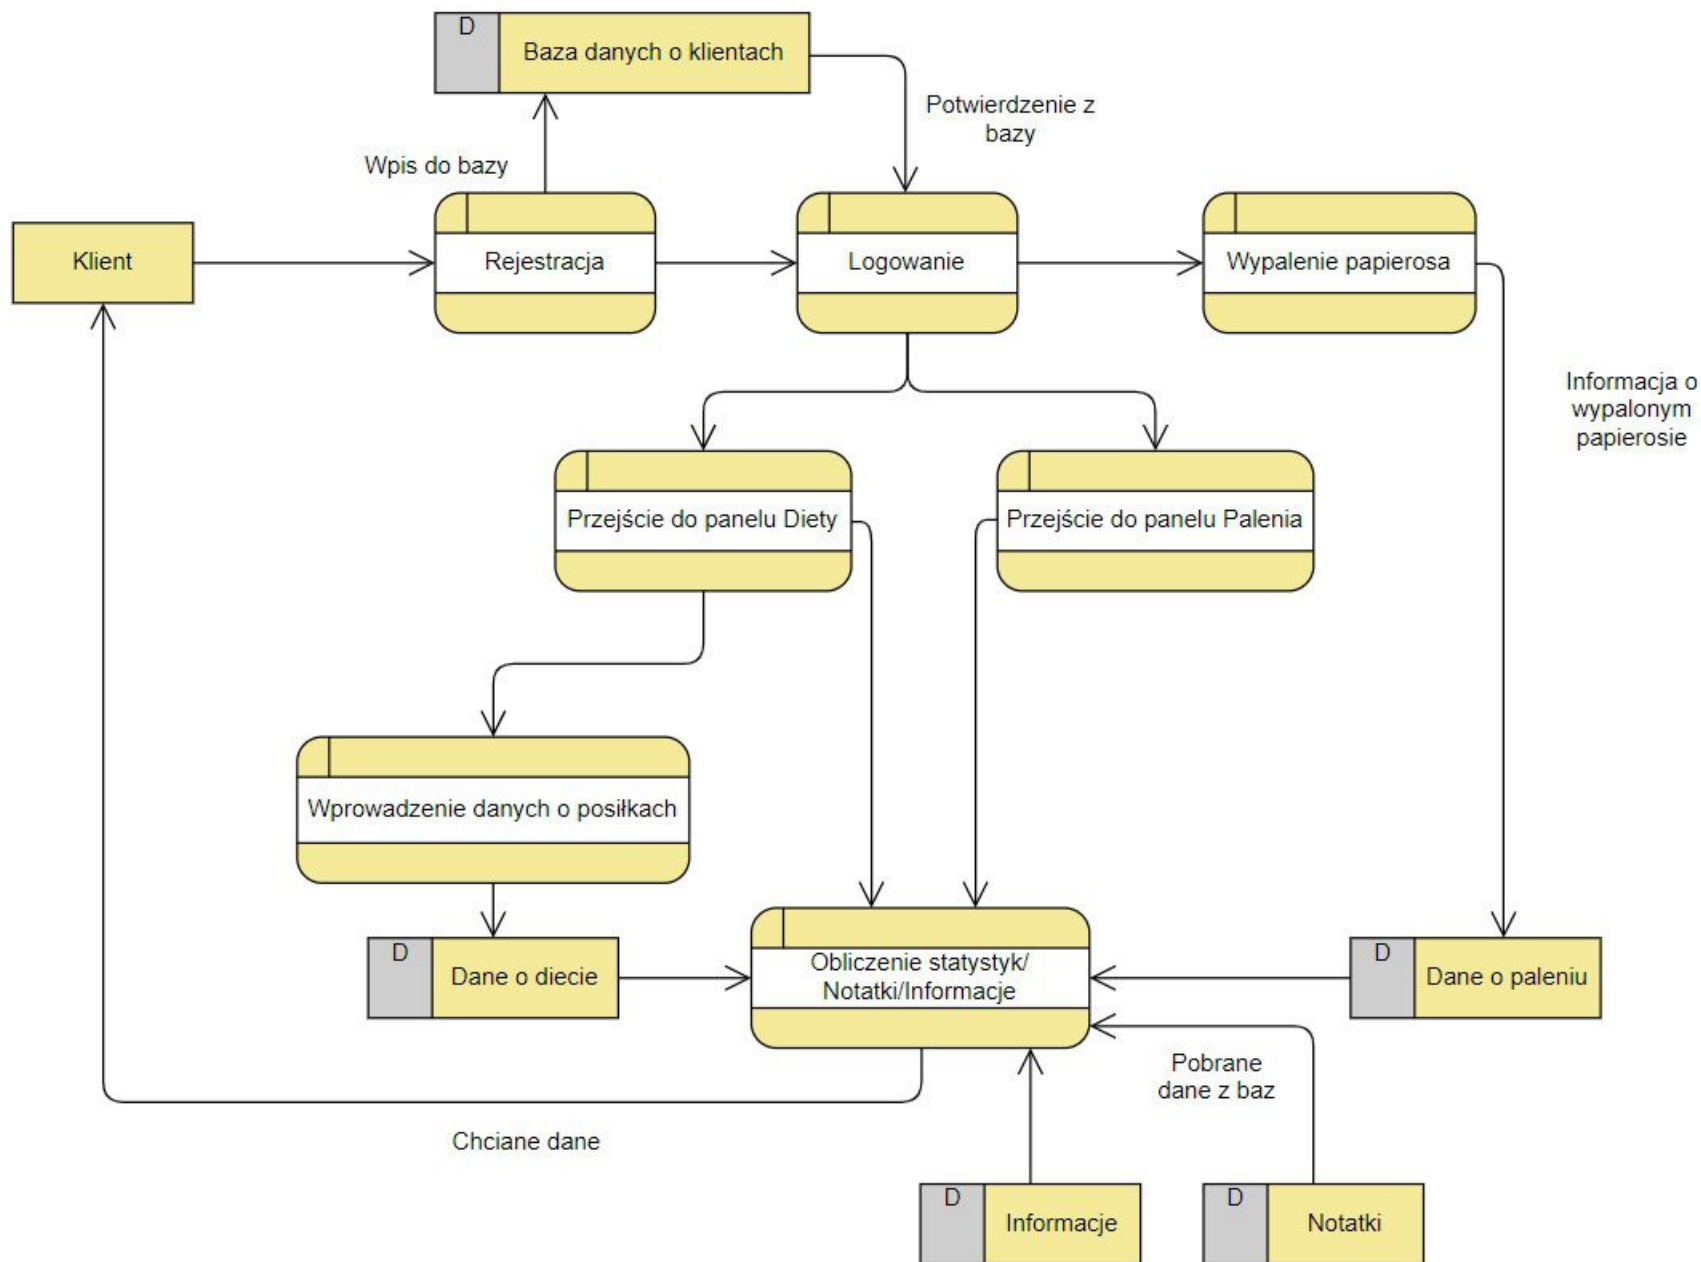 D
Baza danych o klientach
Potwierdzenie z
bazy
Wpis do bazy
Klient
Rejestracja
Logowanie
Wypalenie papierosa
Informacja o
wypalonym
papierosie
Przejście do panelu Diety
Przejście do panelu Palenia
Wprowadzenie danych o posiłkach
D
Dane o diecie
Obliczenie statystyk/
Notatki/Informacje
D
Dane o paleniu
Pobrane
dane z baz
Chciane dane
D
Informacje
D
Notatki